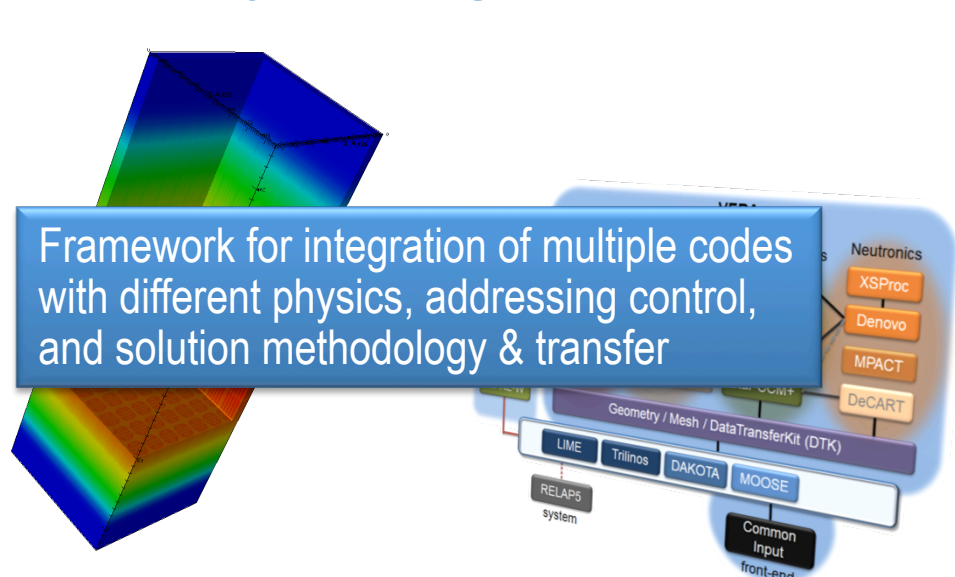 Framework for integration of multiple codes
with different physics, addressing control,
and solution methodology & transfer
Neutronics
XSProc
Denovo
MPACT
DeCART
Geometry / Mesh / DataTransferKit (DTK)
LIME
Trilinos
DAKOTA
MOOSE
RELAP5
system
Common
Input
front-end